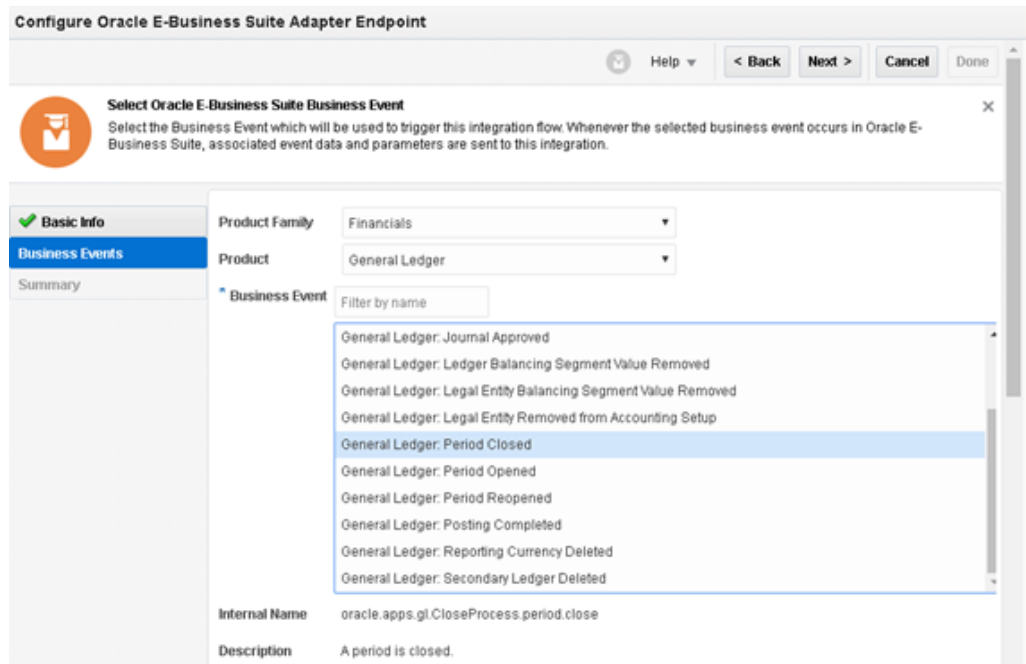 Configure Oracle E-Business Suite Adapter Endpoint
Help
< Back
Next >
Cancel
Done
Select Oracle E-Business Suite Business Event
Select the Business Event which will be used to trigger this integration flow. Whenever the selected business event occurs in Oracle E-
Business Suite, associated event data and parameters are sent to this integration.
Basic Info
Business Events
Summary
Product Family
Financials
Product
General Ledger
* Business Event
Filter by name
General Ledger: Journal Approved
General Ledger: Ledger Balancing Segment Value Removed
General Ledger: Legal Entity Balancing Segment Value Removed
General Ledger: Legal Entity Removed from Accounting Setup
General Ledger: Period Closed
General Ledger: Period Opened
General Ledger: Period Reopened
General Ledger: Posting Completed
General Ledger: Reporting Currency Deleted
General Ledger: Secondary Ledger Deleted
Internal Name
oracle.apps.gl.CloseProcess.period.close
Description
A period is closed.